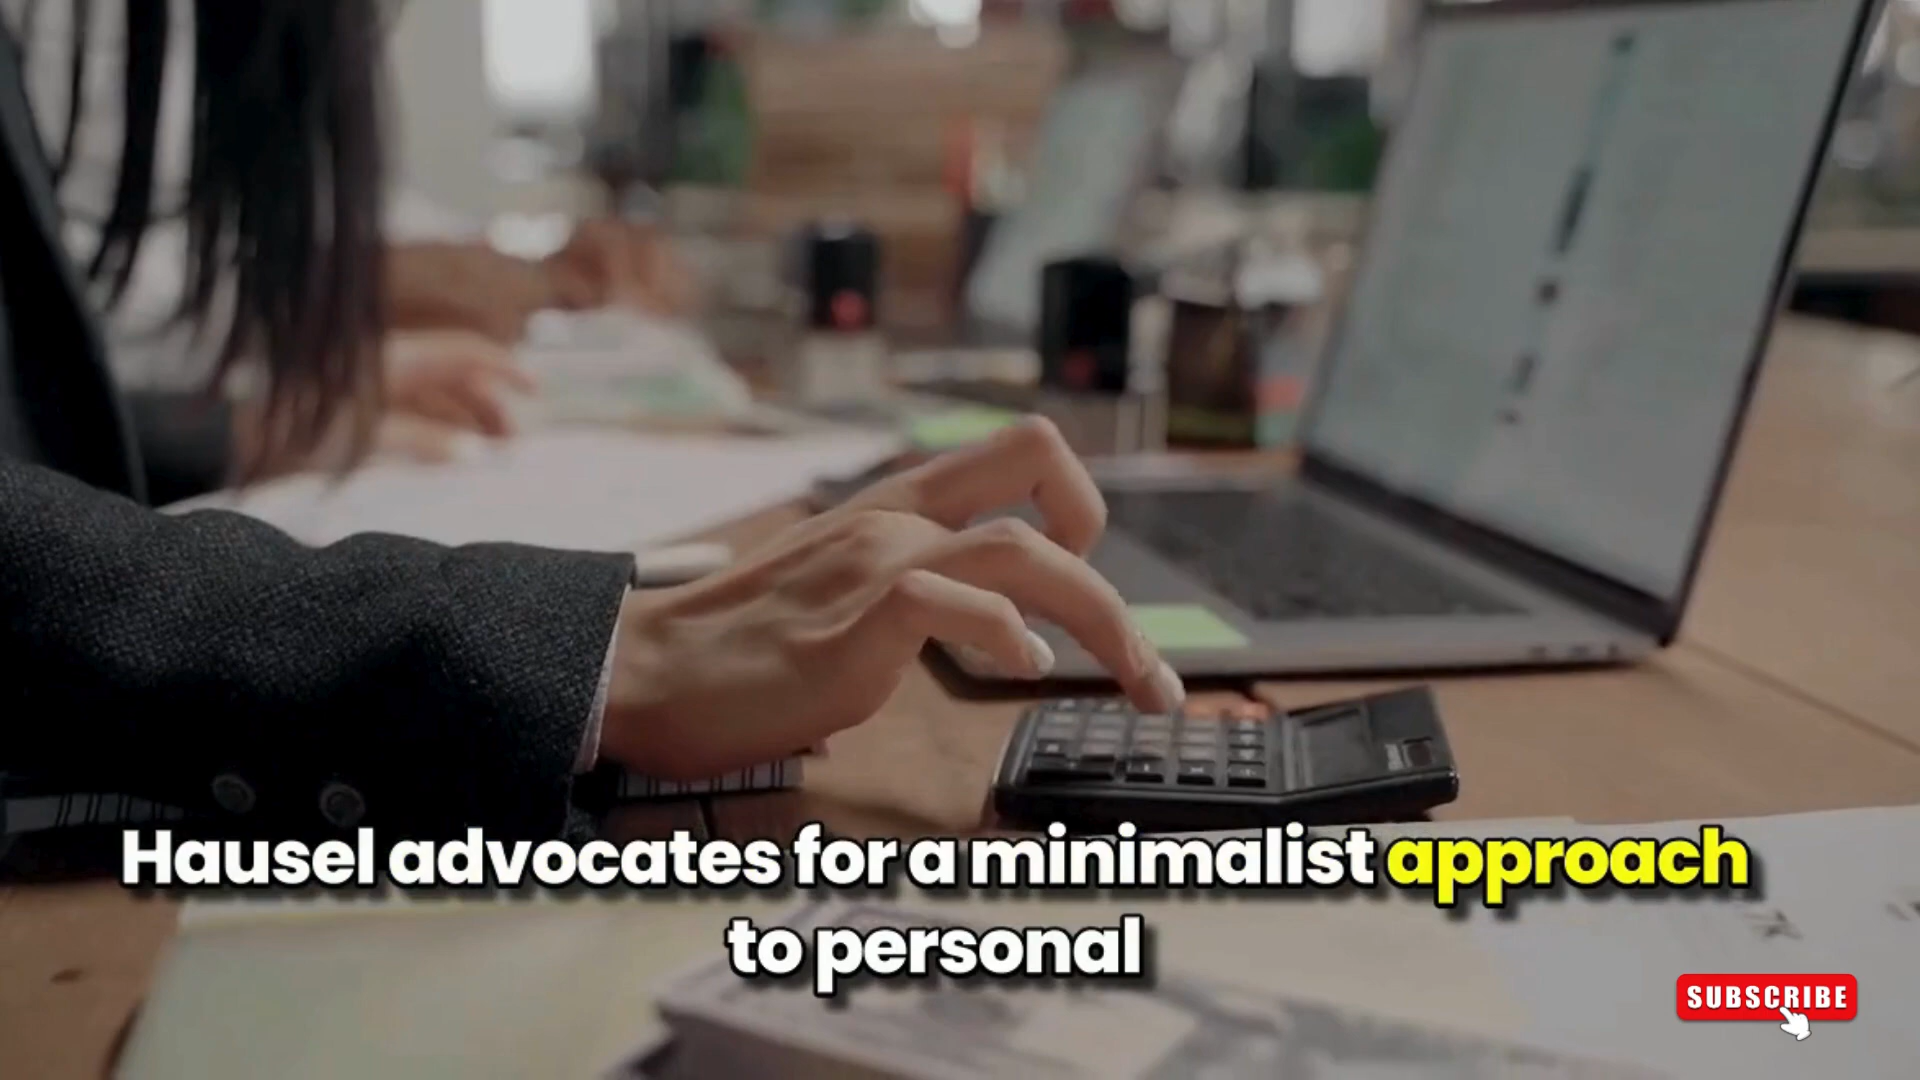 Hausel advocates for a minimalist approach
to personal
SUBSCRIBE